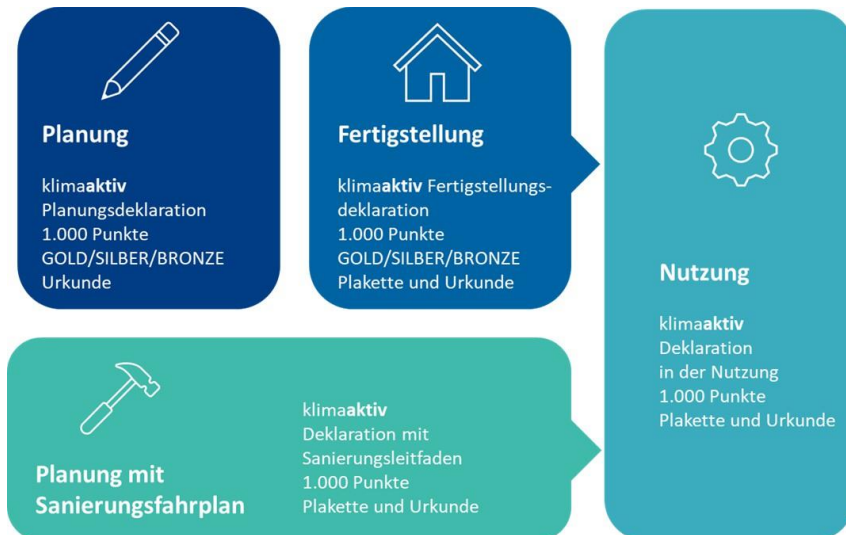 Planung
klimaaktiv
Planungsdeklaration
1.000 Punkte
GOLD/SILBER/BRONZE
Urkunde
Fertigstellung
klimaaktiv Fertigstellungs-
deklaration
1.000 Punkte
GOLD/SILBER/BRONZE
Plakette und Urkunde
Nutzung
klimaaktiv
Deklaration
in der Nutzung
1.000 Punkte
Plakette und Urkunde
Planung mit
Sanierungsfahrplan
klimaaktiv
Deklaration mit
Sanierungsleitfaden
1.000 Punkte
Plakette und Urkunde